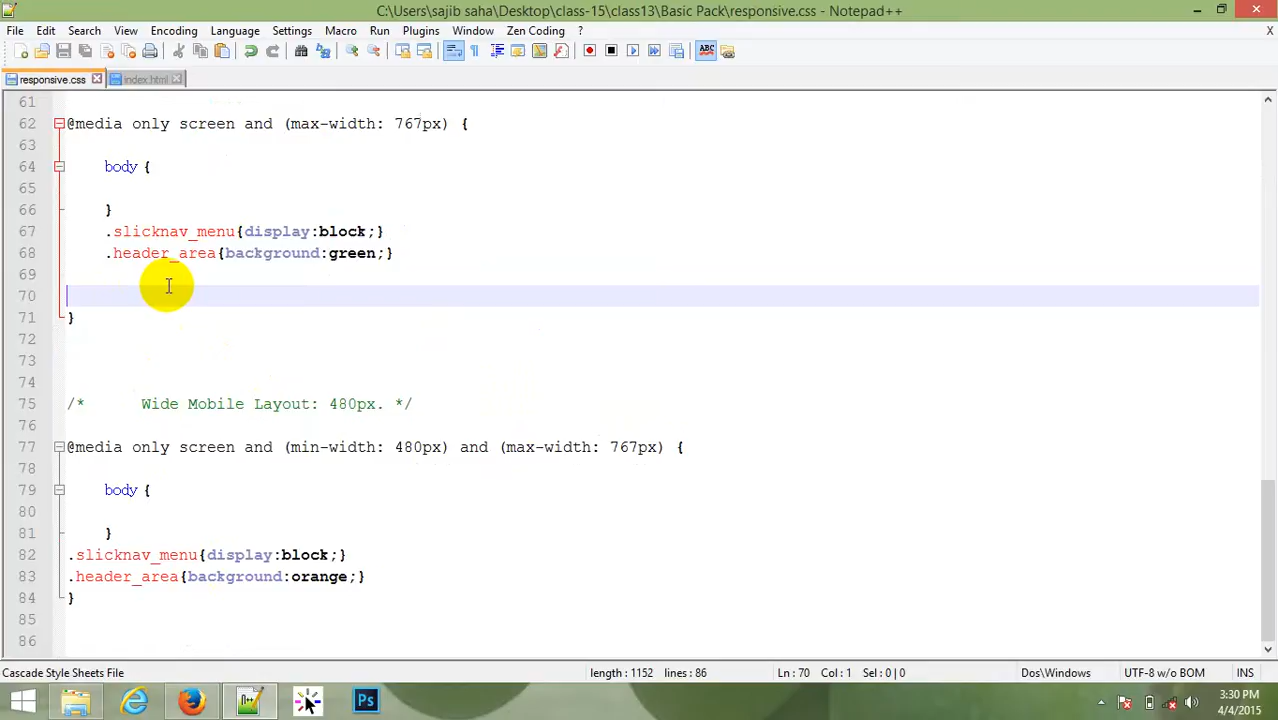 C:\Users\sajib saha\Desktop\class-15\class13\Basic Pack\responsive.css - Notepad++
File Edit Search View Encoding Language Settings Macro Run Plugins Window Zen Coding ? X
ABC
responsive.css index.html
61
62 @media only screen and (max-width: 767px) {
63
64 body {
65
66 }
67 .slicknav_menu{display:block;}
68 .header_area{background:green;}
69
70
71 }
72
73
74
75 /* Wide Mobile Layout: 480px. */
76
77 @media only screen and (min-width: 480px) and (max-width: 767px) {
78
79 body {
80
81 }
82 .slicknav_menu{display:block;}
83 .header_area{background:orange;}
84 }
85
86
Cascade Style Sheets File length : 1152 lines : 86 Ln : 70 Col : 1 Sel : 0 | 0 Dos\Windows UTF-8 w/o BOM INS
Ps
3:30 PM
4/4/2015